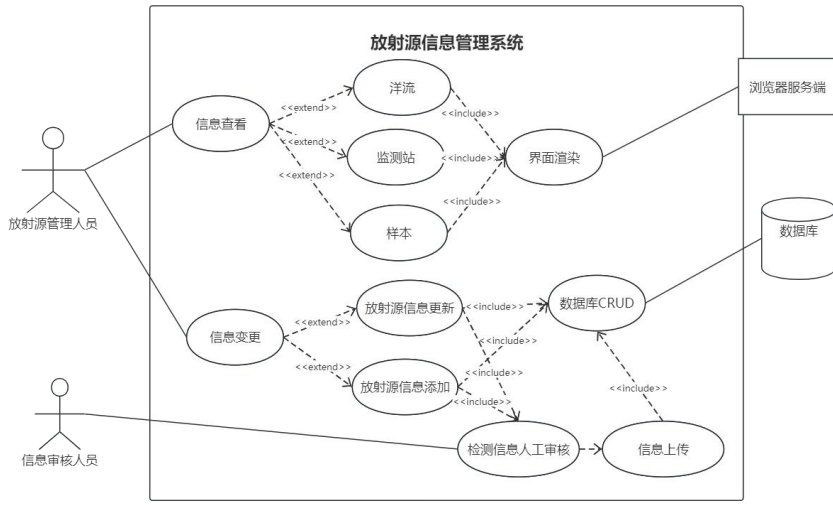 放射源信息管理系统
洋流
浏览器服务端
<<extend>>
<<include>>
信息查看
<<extend>>
监测站
<<include>>
界面渲染
<<extend>>
样本
<<include>>
放射源管理人员
数据库
放射源信息更新
<<include>>
数据库CRUD
<<extend>>
信息变更
<<include>>
<<extend>>
<<include>>
放射源信息添加
<<include>>
<<include>>
检测信息人工审核
信息上传
信息审核人员